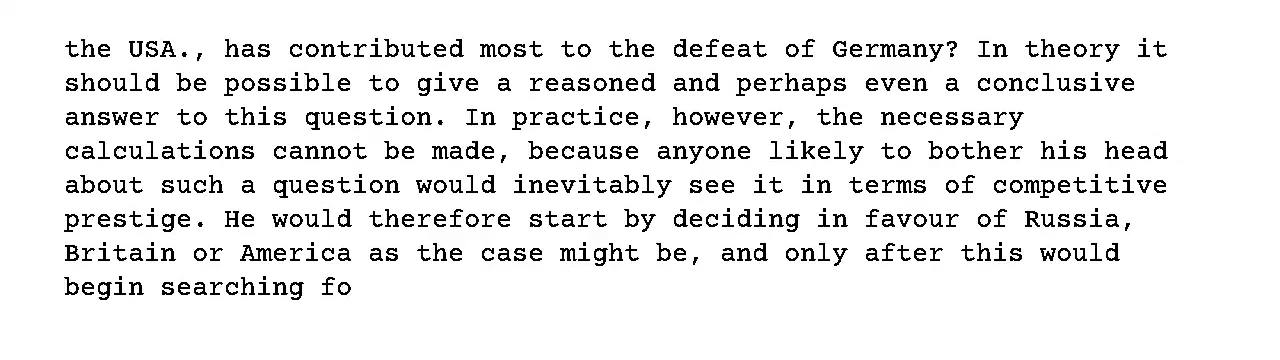 the USA., has contributed most to the defeat of Germany? In theory it
should be possible to give a reasoned and perhaps even a conclusive
answer to this question. In practice, however, the necessary
calculations cannot be made, because anyone likely to bother his head
about such a question would inevitably see it in terms of competitive
prestige. He would therefore start by deciding in favour of Russia,
Britain or America as the case might be, and only after this would
begin searching fo